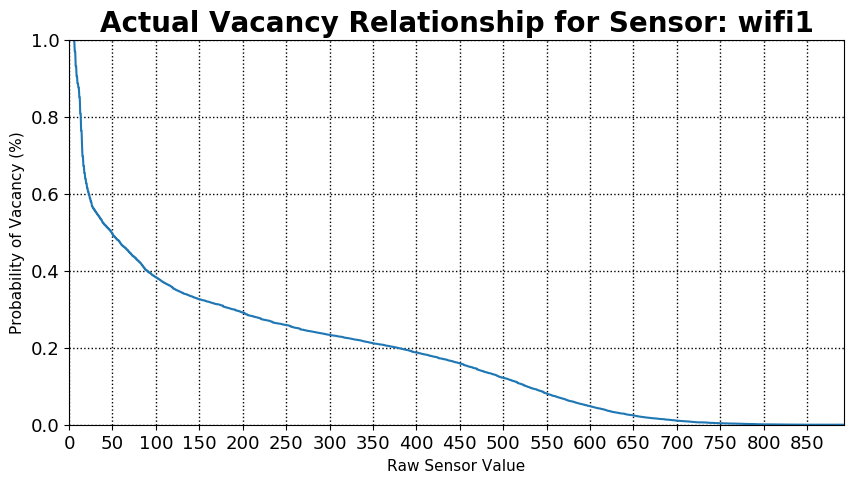 Actual Vacancy Relationship for Sensor: wifi1
Probability of Vacancy (%)
1.0
0.8
0.6
0.4
0.2
0.0
0 50 100 150 200 250 300 350 400 450 500 550 600 650 700 750 800 850
Raw Sensor Value